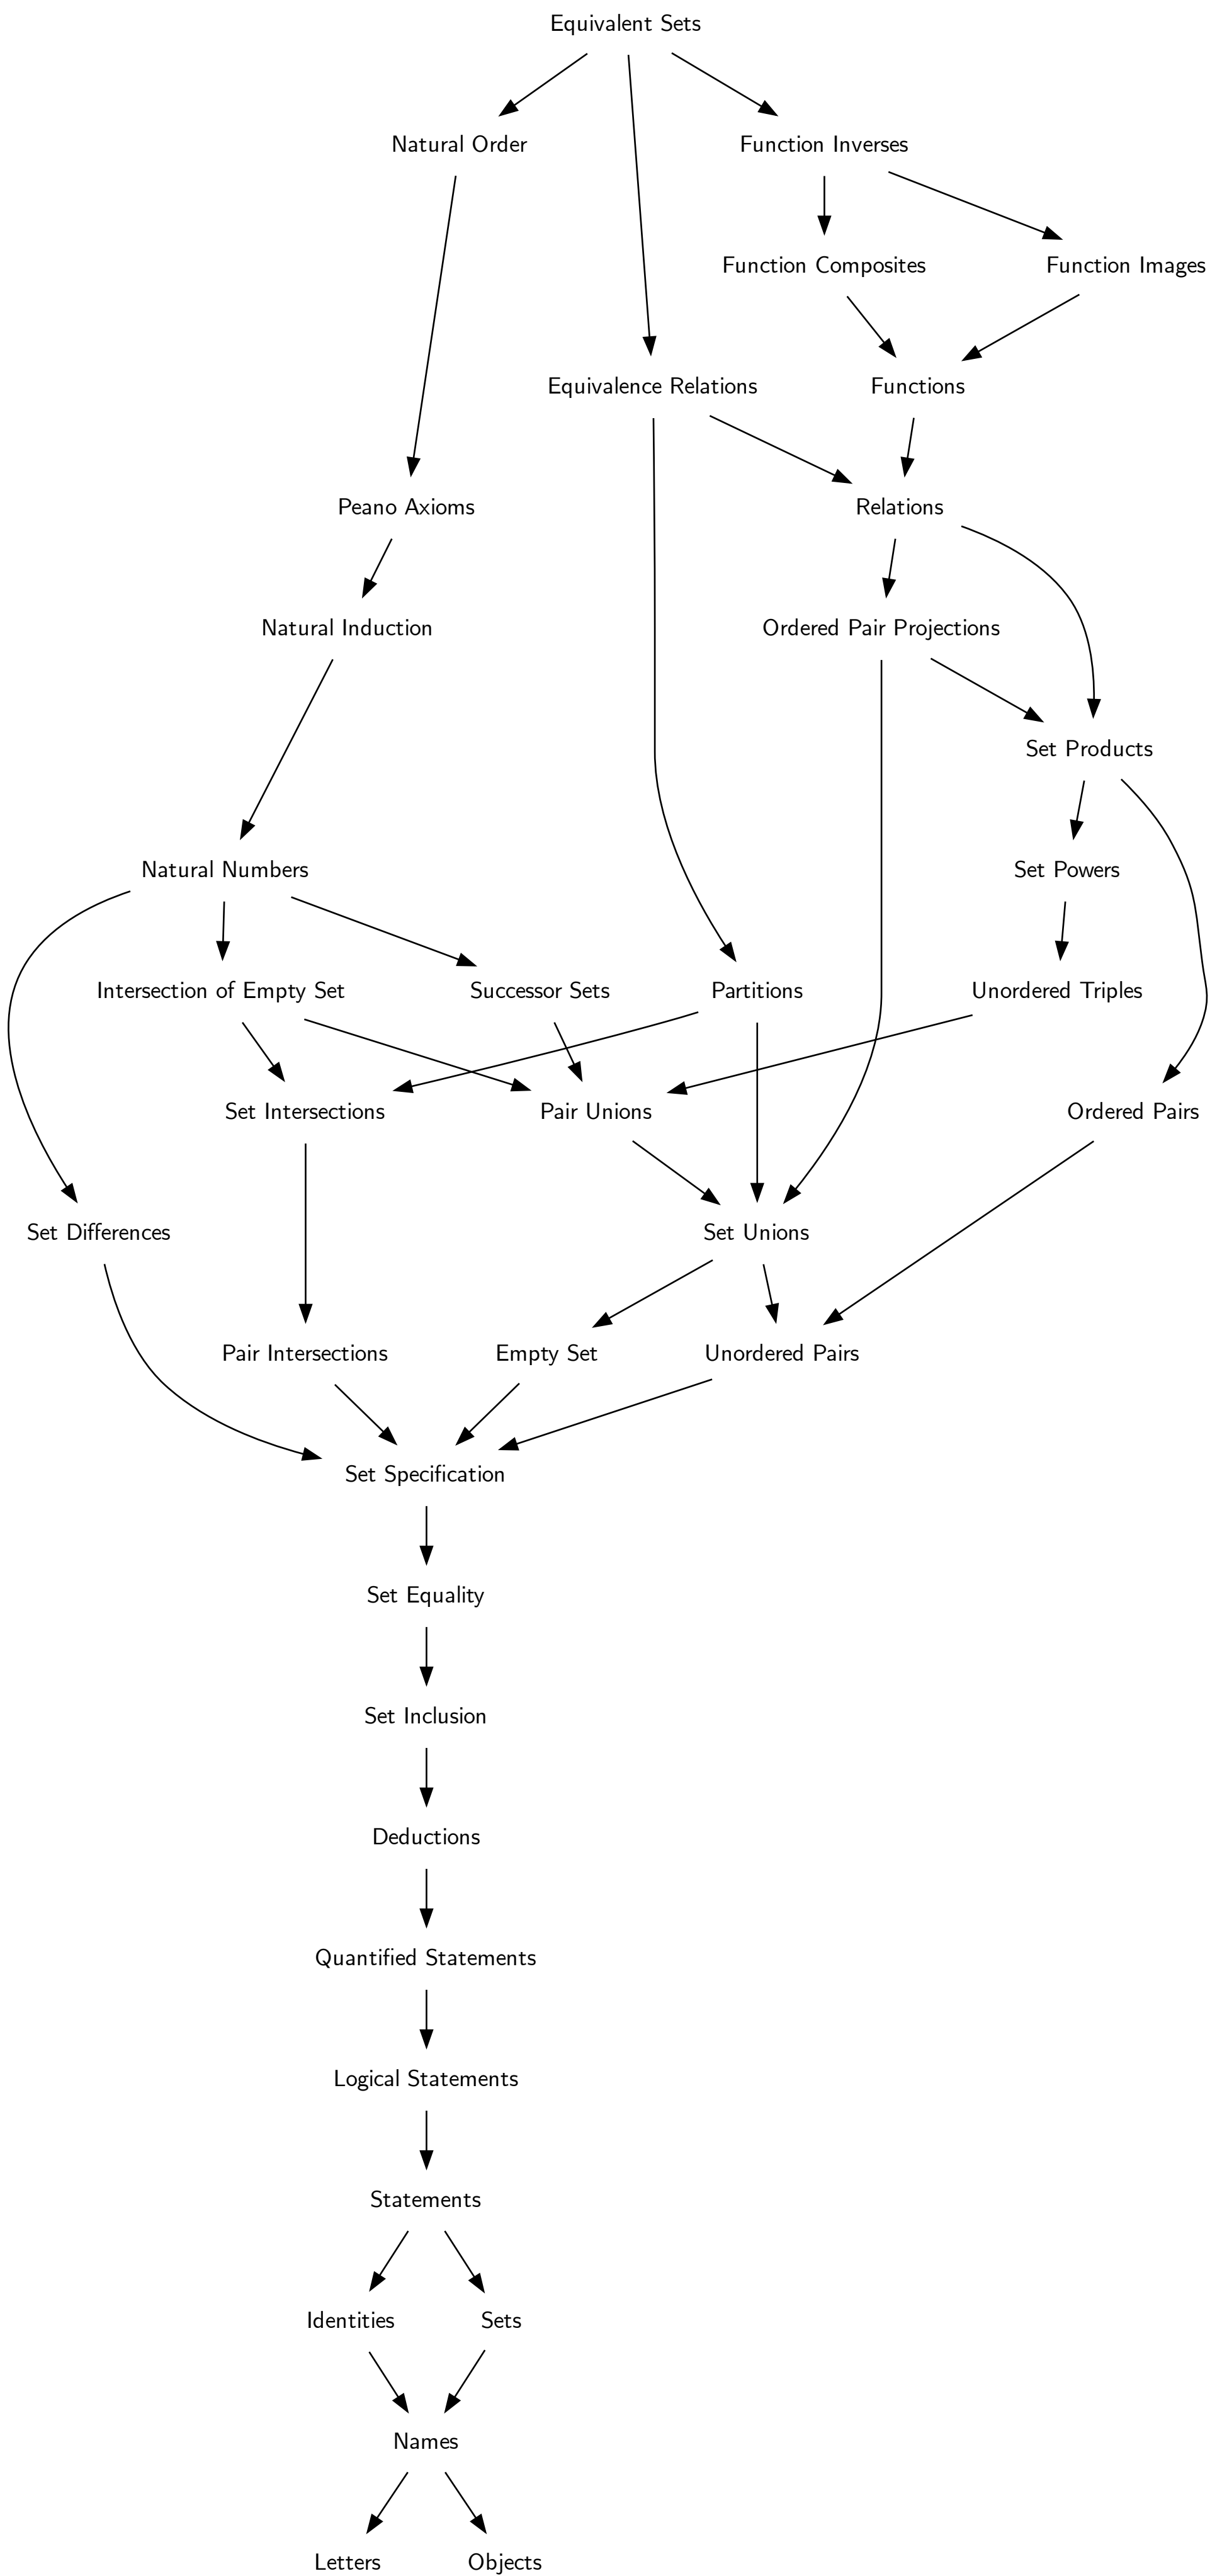 Equivalent Sets
Natural Order
Function Inverses
Function Composites
Function Images
Equivalence Relations
Functions
Peano Axioms
Relations
Natural Induction
Ordered Pair Projections
Set Products
Natural Numbers
Set Powers
Intersection of Empty Set
Successor Sets
Partitions
Unordered Triples
Set Intersections
Pair Unions
Ordered Pairs
Set Differences
Set Unions
Pair Intersections
Empty Set
Unordered Pairs
Set Specification
Set Equality
Set Inclusion
Deductions
Quantified Statements
Logical Statements
Statements
Identities
Sets
Names
Letters
Objects